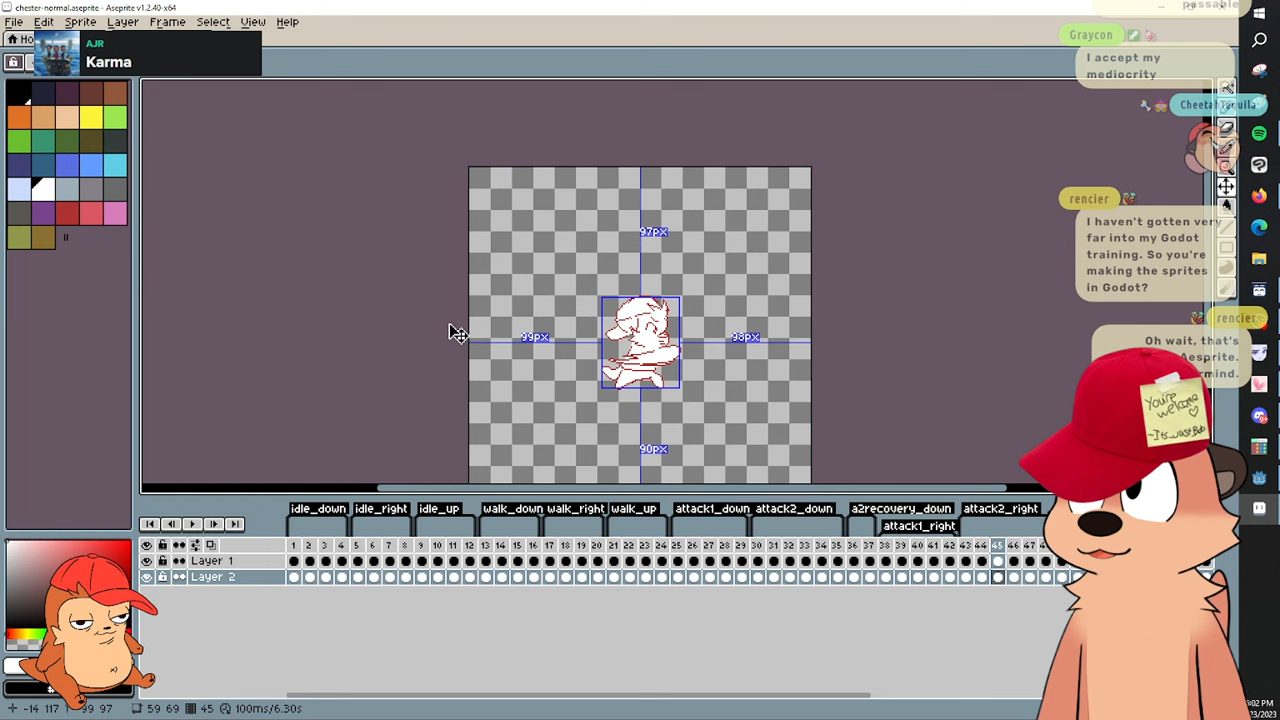 chester-normal.aseprite - Aseprite v1.2.40-x64
passable
File Edit Sprite Layer Frame Select View Help
Graycon
AJR
Karma
I accept my
mediocrity
rencier
I haven't gotten very
far into my Godot
training. So you're
making the sprites
in Godot?
rencier
Oh wait, that's
Aesprite.
97px
99px
98px
90px
You're
welcome
idle_down idle_right idle_up walk_down walk_right walk_up attack1_down attack2_down a2recovery_down attack2_right
attack1_right
1 2 3 4 5 6 7 8 9 10 11 12 13 14 15 16 17 18 19 20 21 22 23 24 25 26 27 28 29 30 31 32 33 34 35 36 37 38 39 40 41 42 43 44 45 46 47
Layer 1
Layer 2
-14 117 59 69 45 100ms/6.30s